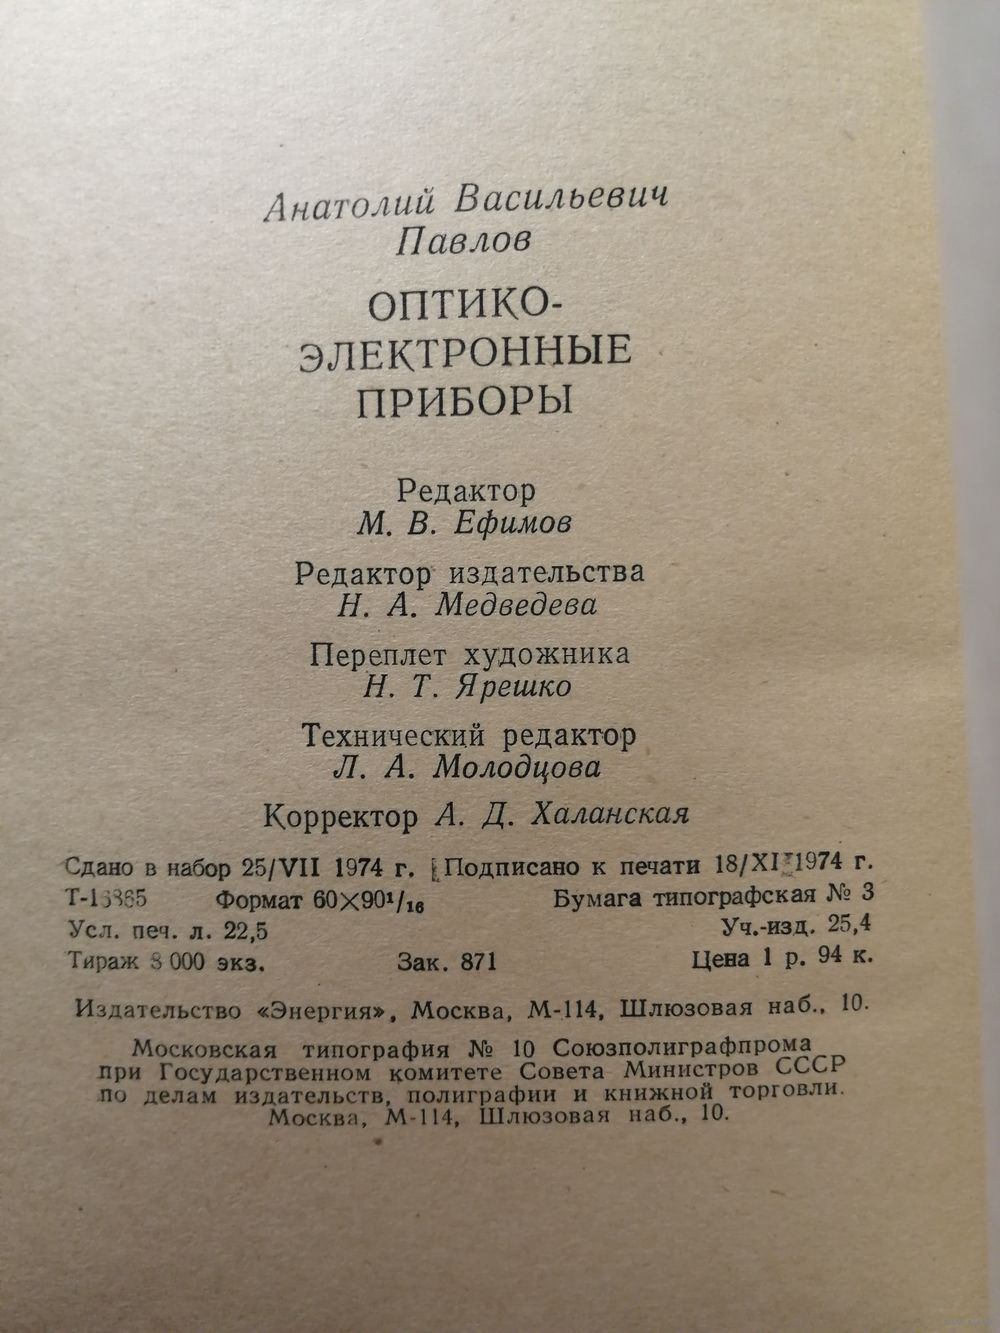 Анатолий Васильевич
Павлов
ОПТИКО-
ЭЛЕКТРОННЫЕ
ПРИБОРЫ
Редактор
М. В. Ефимов
Редактор издательства
Н. А. Медведева
Переплет художника
Н. Т. Ярешко
Технический редактор
Л. А. Молодцова
Корректор А. Д. Халанская
Сдано в набор 25/VII 1974 г. Подписано к печати 1974 г.
Формат 60×90¹/₁₆ Бумага типографская № 3
Усл. печ. л. 22,5 Уч.-изд. 25,4
Тираж 000 экз. Зак. 871 Цена 1 р. 94 к.
Издательство «Энергия», Москва, М-114, Шлюзовая наб., 10.
Московская типография № 10 Союзполиграфпрома
при Государственном комитете Совета Министров СССР
по делам издательств, полиграфии и книжной торговли.
Москва, М-114, Шлюзовая наб., 10.